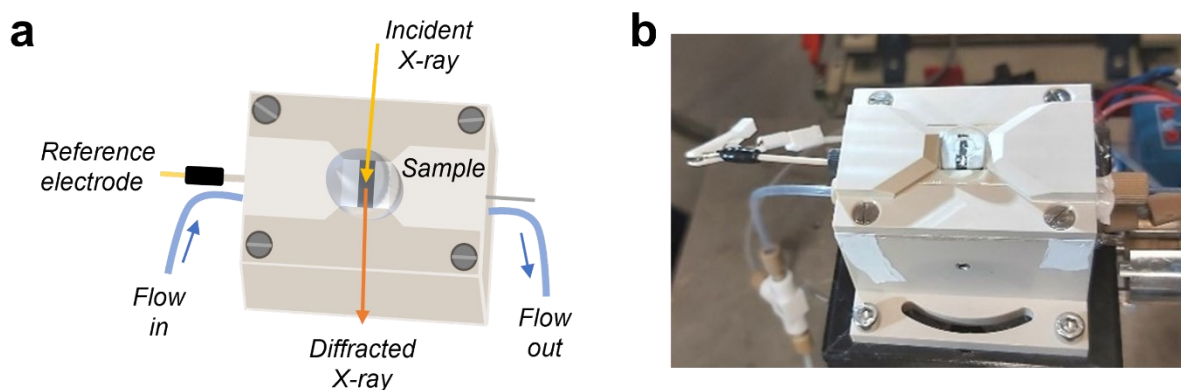 a
Incident
X-ray
Reference
electrode
Sample
Flow
in
Diffracted
X-ray
Flow
out
b